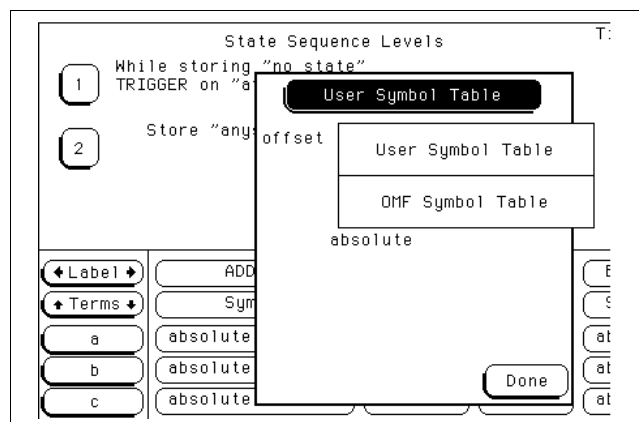 State Sequence Levels
T:
While storing "no state"
1
TRIGGER on "a
User Symbol Table
2
Store "any
offset
User Symbol Table
OMF Symbol Table
absolute
Label
ADD
Terms
Sym
a
absolute
b
absolute
c
absolute
Done